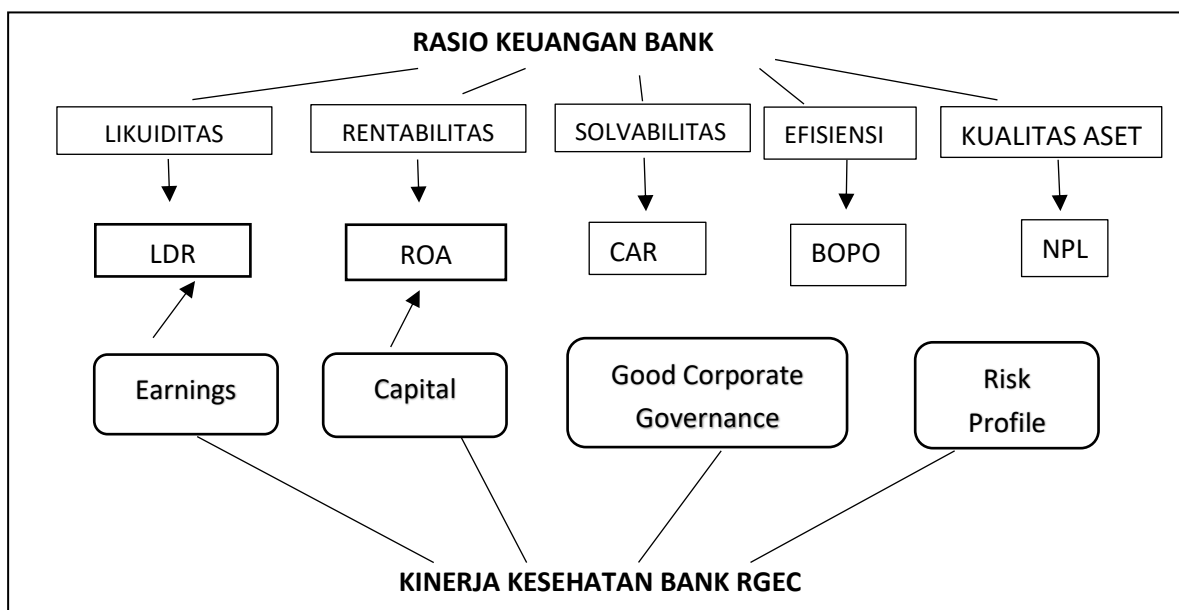 RASIO KEUANGAN BANK
LIKUIDITAS
RENTABILITAS
SOLVABILITAS
EFISIENSI
KUALITAS ASET
LDR
ROA
CAR
BOPO
NPL
Earnings
Capital
Good Corporate
Governance
Risk
Profile
KINERJA KESEHATAN BANK RGEC